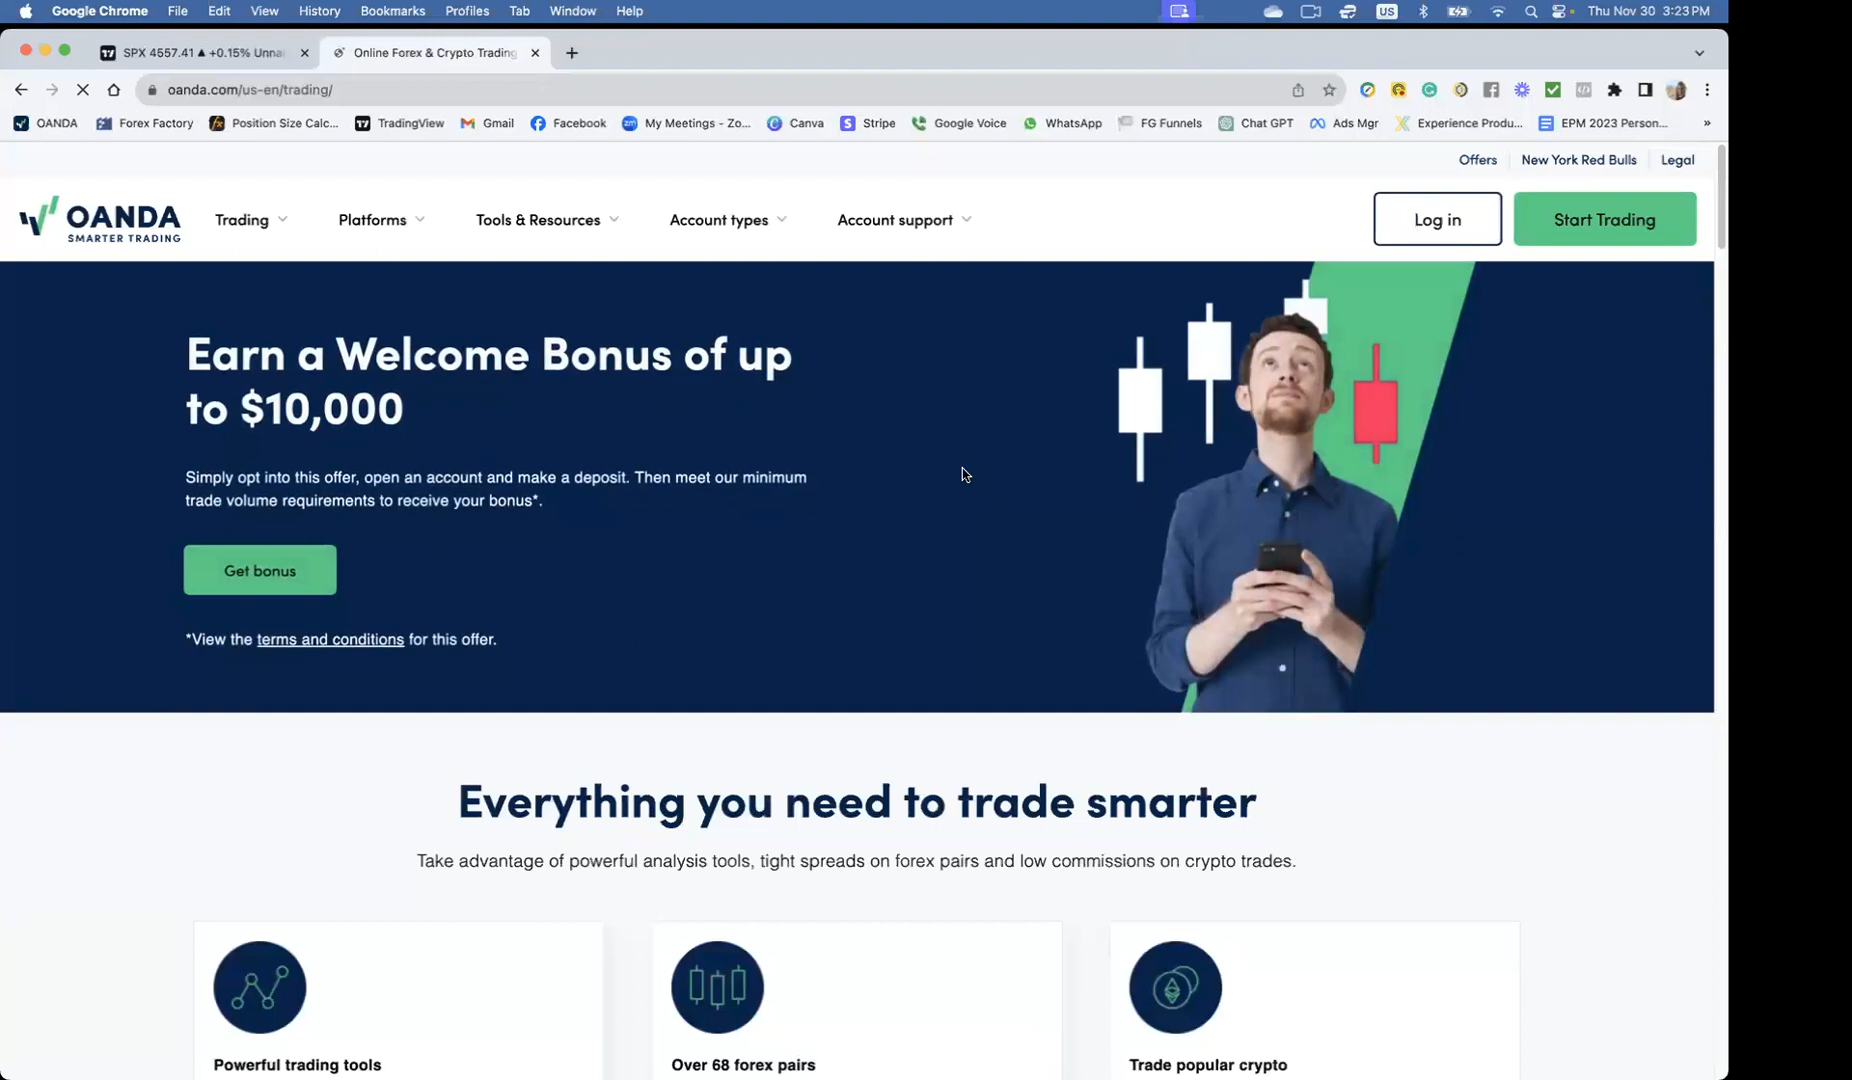 Google Chrome File Edit View History Bookmarks Profiles Tab Window Help US Thu Nov 30 3:23 PM
SPX 4557.41 ▲ +0.15% Unna Online Forex & Crypto Trading
oanda.com/us-en/trading/
OANDA Forex Factory Position Size Calc... TradingView Gmail Facebook My Meetings - Zo... Canva Stripe Google Voice WhatsApp FG Funnels Chat GPT Ads Mgr Experience Produ... EPM 2023 Person... »
Offers New York Red Bulls Legal
OANDA
SMARTER TRADING
Trading Platforms Tools & Resources Account types Account support Log in Start Trading
Earn a Welcome Bonus of up
to $10,000
Simply opt into this offer, open an account and make a deposit. Then meet our minimum
trade volume requirements to receive your bonus*.
Get bonus
*View the terms and conditions for this offer.
Everything you need to trade smarter
Take advantage of powerful analysis tools, tight spreads on forex pairs and low commissions on crypto trades.
Powerful trading tools Over 68 forex pairs Trade popular crypto